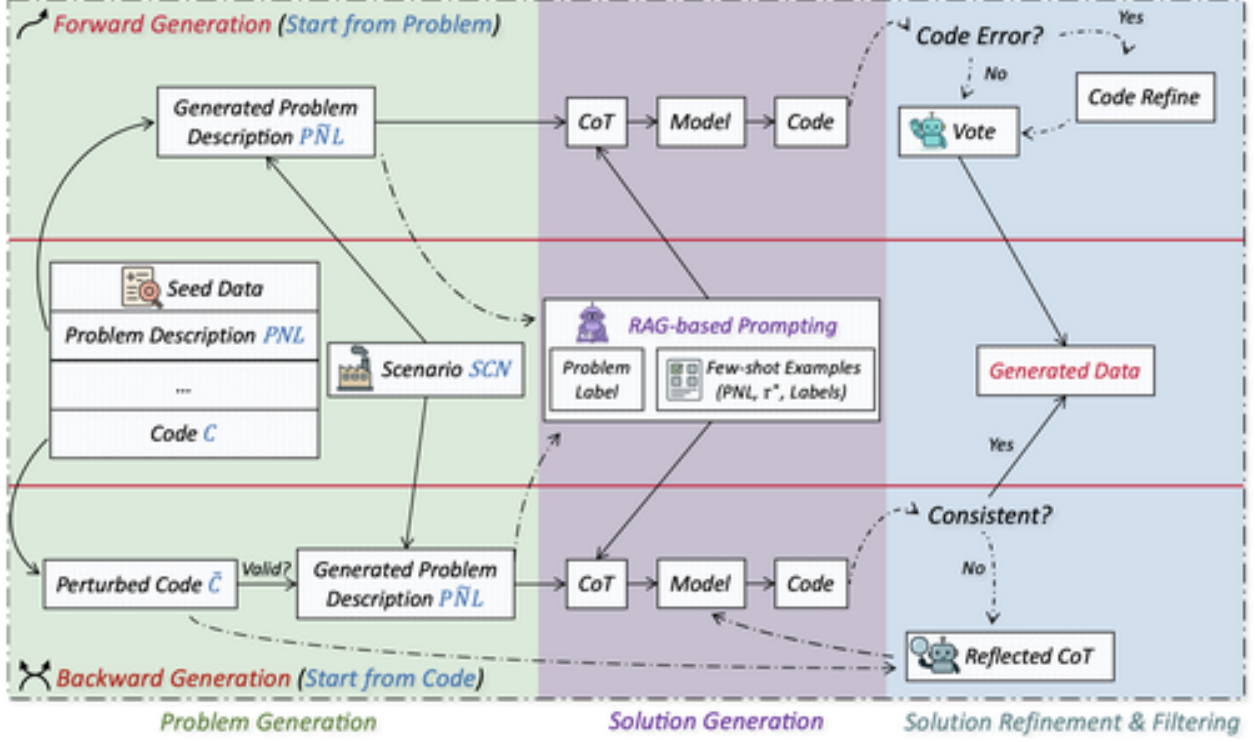 Forward Generation (Start from Problem)
Generated Problem
Description PÑL
CoT
Model
Code
Code Error?
Yes
No
Code Refine
Vote
Seed Data
Problem Description PNL
...
Code C
Scenario SCN
RAG-based Prompting
Problem
Label
Few-shot Examples
(PNL, τ*, Labels)
Generated Data
Yes
Perturbed Code C̃
Valid?
Generated Problem
Description PÑL
CoT
Model
Code
Consistent?
No
Reflected CoT
Backward Generation (Start from Code)
Problem Generation
Solution Generation
Solution Refinement & Filtering